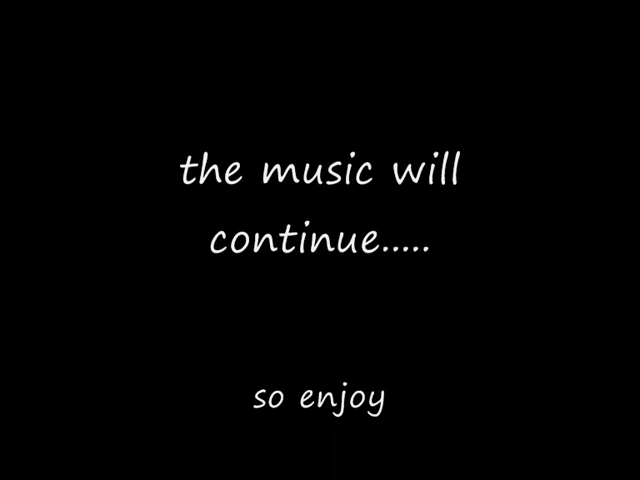 the music will
continue.....
so enjoy